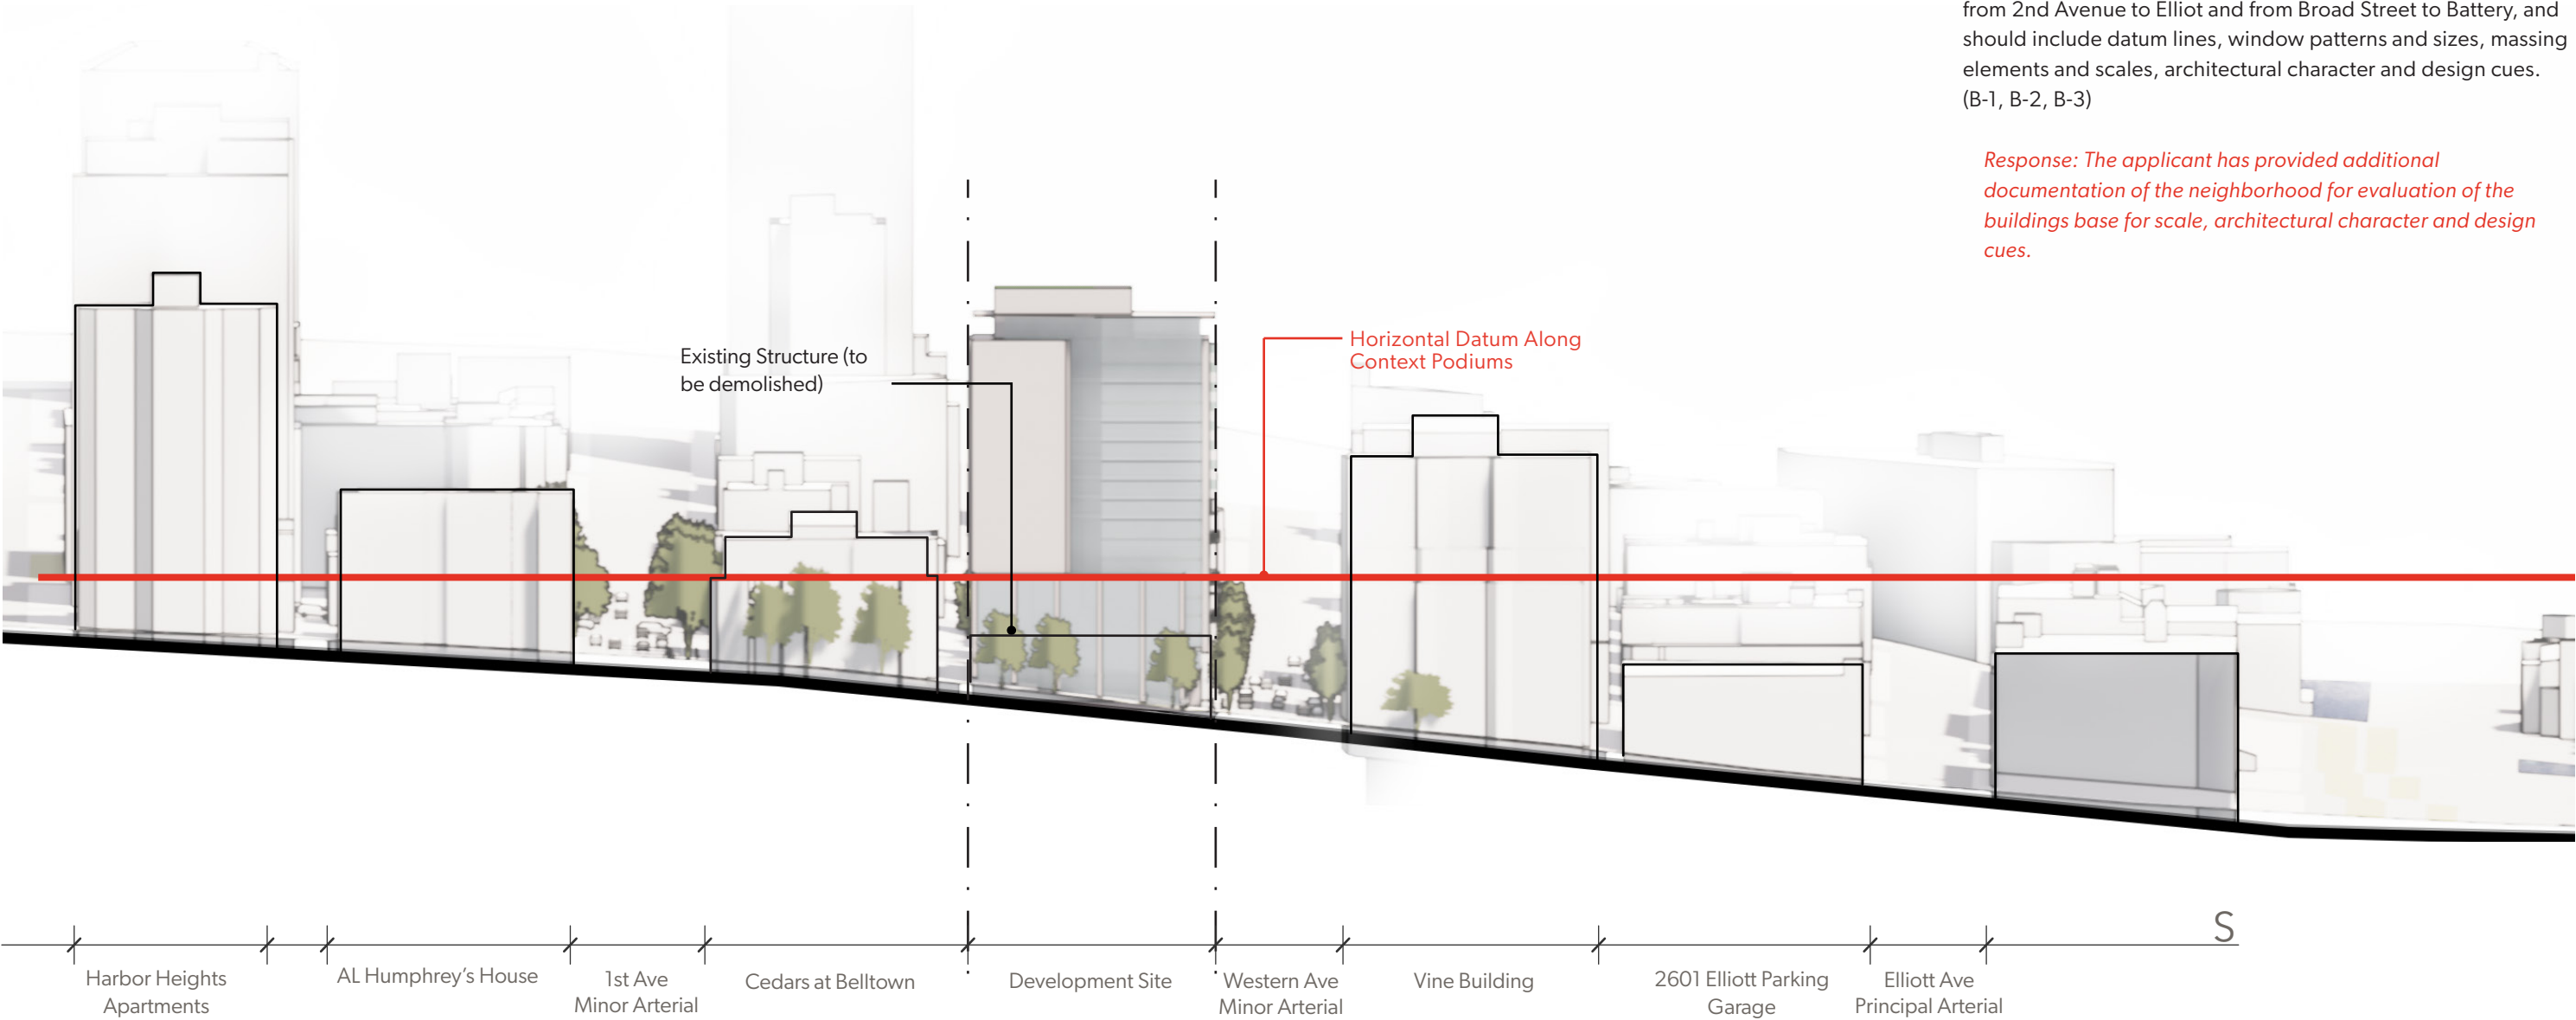 from 2nd Avenue to Elliot and from Broad Street to Battery, and
should include datum lines, window patterns and sizes, massing
elements and scales, architectural character and design cues.
(B-1, B-2, B-3)
Response: The applicant has provided additional
documentation of the neighborhood for evaluation of the
buildings base for scale, architectural character and design
cues.
Existing Structure (to
be demolished)
Horizontal Datum Along
Context Podiums
S
Harbor Heights
Apartments
AL Humphrey's House
1st Ave
Minor Arterial
Cedars at Belltown
Development Site
Western Ave
Minor Arterial
Vine Building
2601 Elliott Parking
Garage
Elliott Ave
Principal Arterial